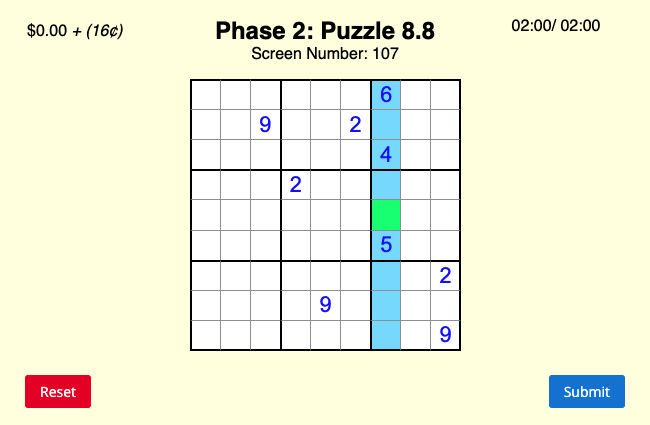 $0.00 + (16¢)
Phase 2: Puzzle 8.8
Screen Number: 107
02:00/ 02:00
6
9 2
4
2
5
2
9
9
Reset
Submit